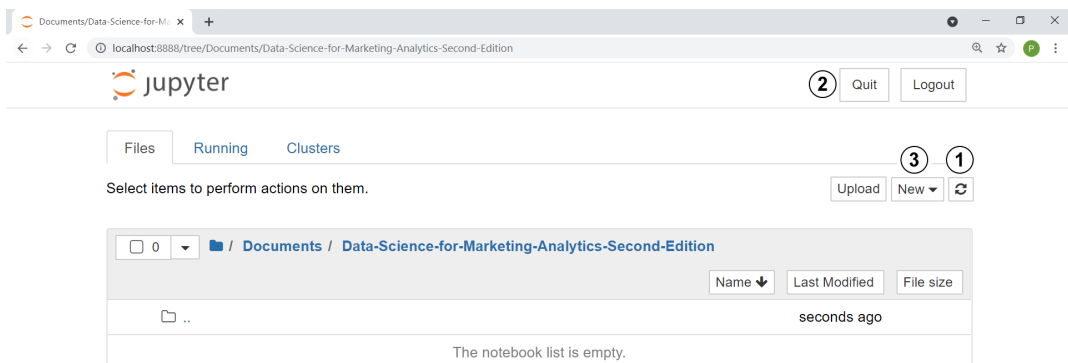 Documents/Data-Science-for-Ma
localhost:8888/tree/Documents/Data-Science-for-Marketing-Analytics-Second-Edition
P
jupyter
2 Quit Logout
Files Running Clusters
3 1
Select items to perform actions on them.
Upload New
0 / Documents / Data-Science-for-Marketing-Analytics-Second-Edition
Name Last Modified File size
.. seconds ago
The notebook list is empty.